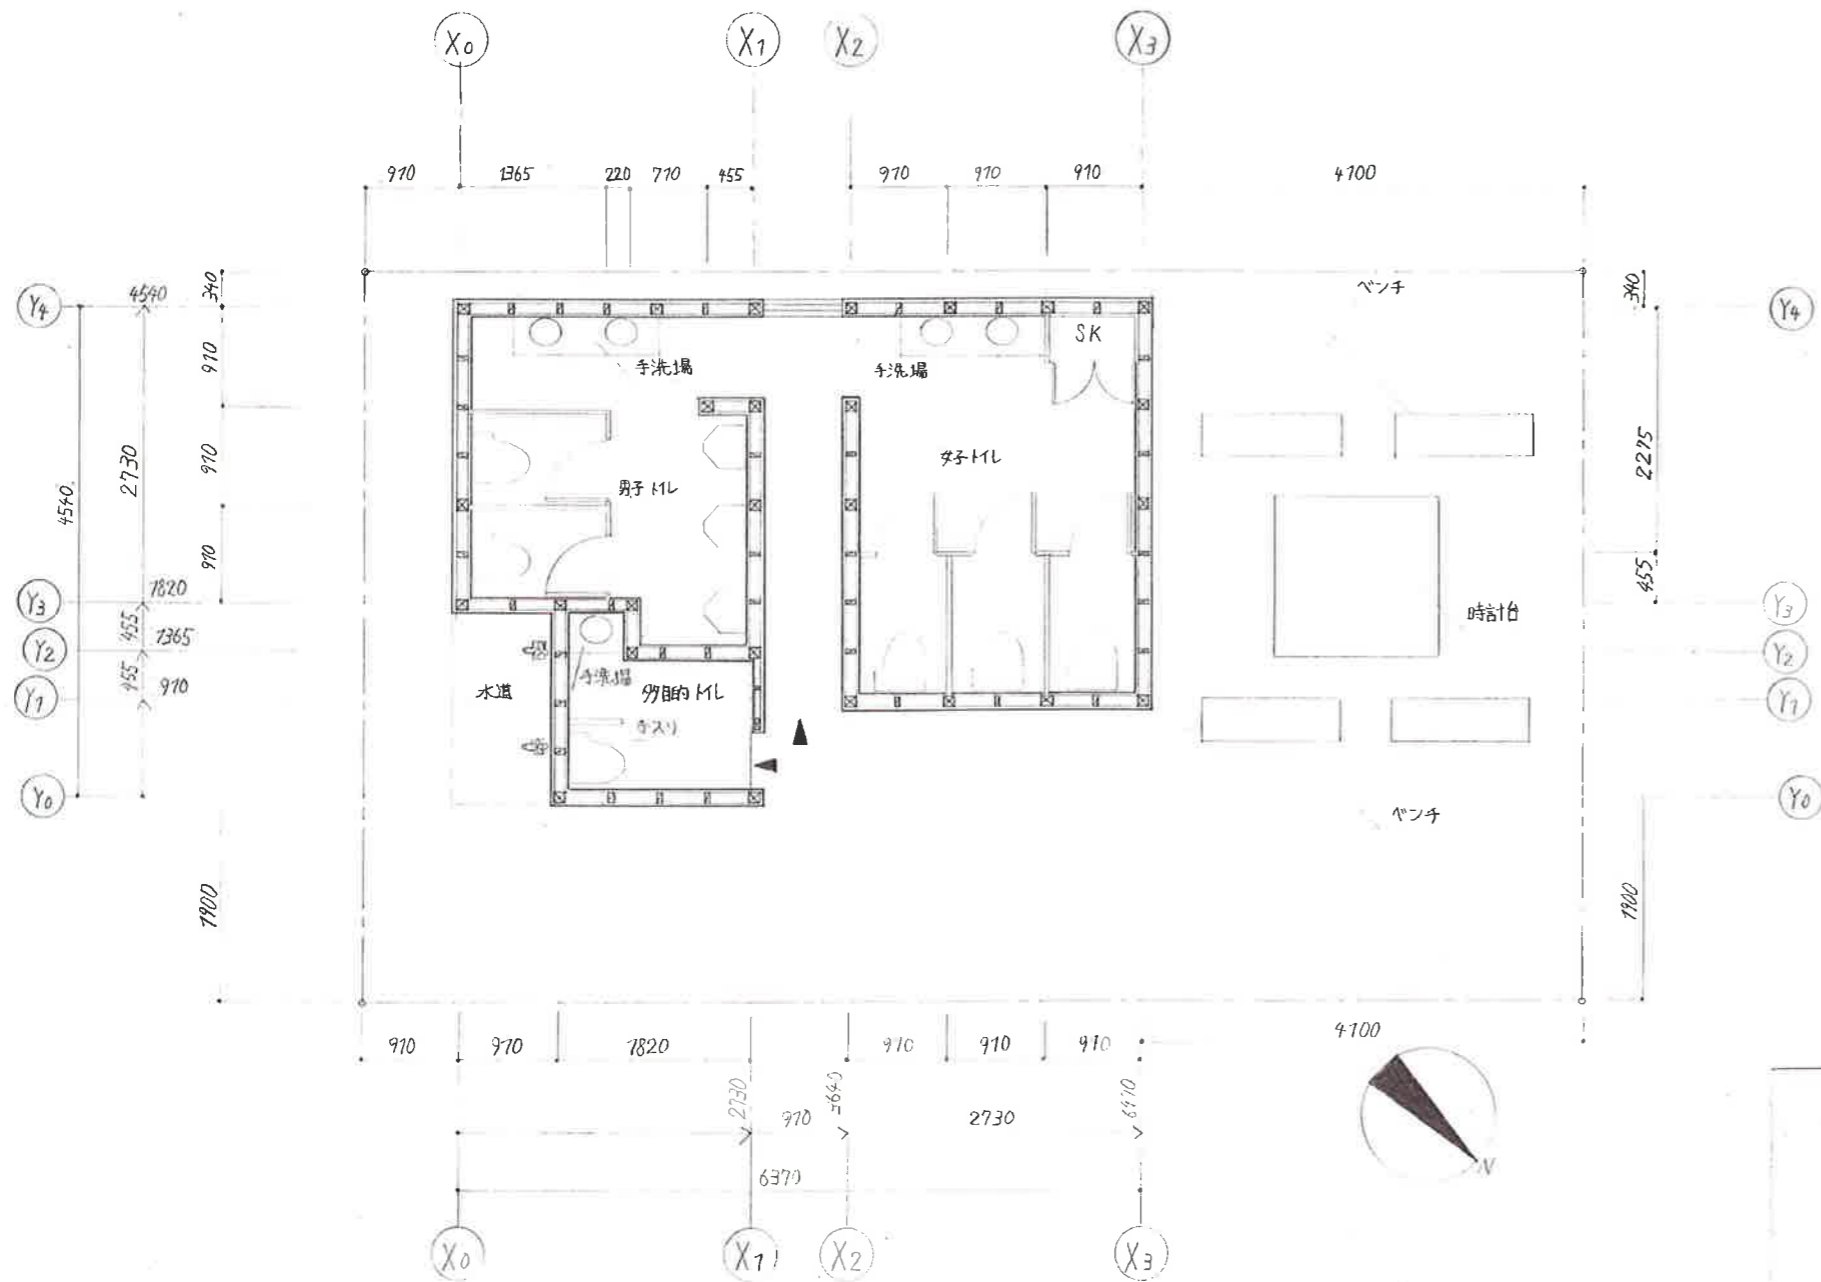 X0 X1 X2 X3
910 1365 220 710 455 910 910 910 4100
Y4 4540 340 ベンチ 340 Y4
SK
910 手洗場 手洗場
4540 2730 910 男子トイレ 女子トイレ 2275
910 455
Y3 1820 時計台 Y3
455
Y2 1365 Y2
455 手洗場
Y1 910 水道 多目的トイレ Y1
手スリ
Y0 ベンチ Y0
1900 1900
910 910 1820 910 910 910 4100
2730 910 3640 2730 6370
6370 N
X0 X1 X2 X3